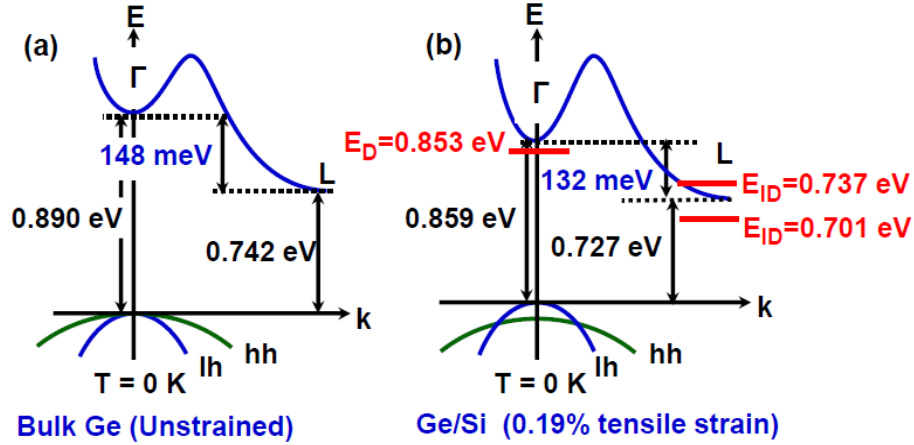 (a)
E
Γ
148 meV
L
0.890 eV
0.742 eV
k
lh
hh
T = 0 K
Bulk Ge (Unstrained)
(b)
E
Γ
E_D=0.853 eV
L
132 meV
E_ID=0.737 eV
0.859 eV
E_ID=0.701 eV
0.727 eV
k
lh
hh
T = 0 K
Ge/Si (0.19% tensile strain)